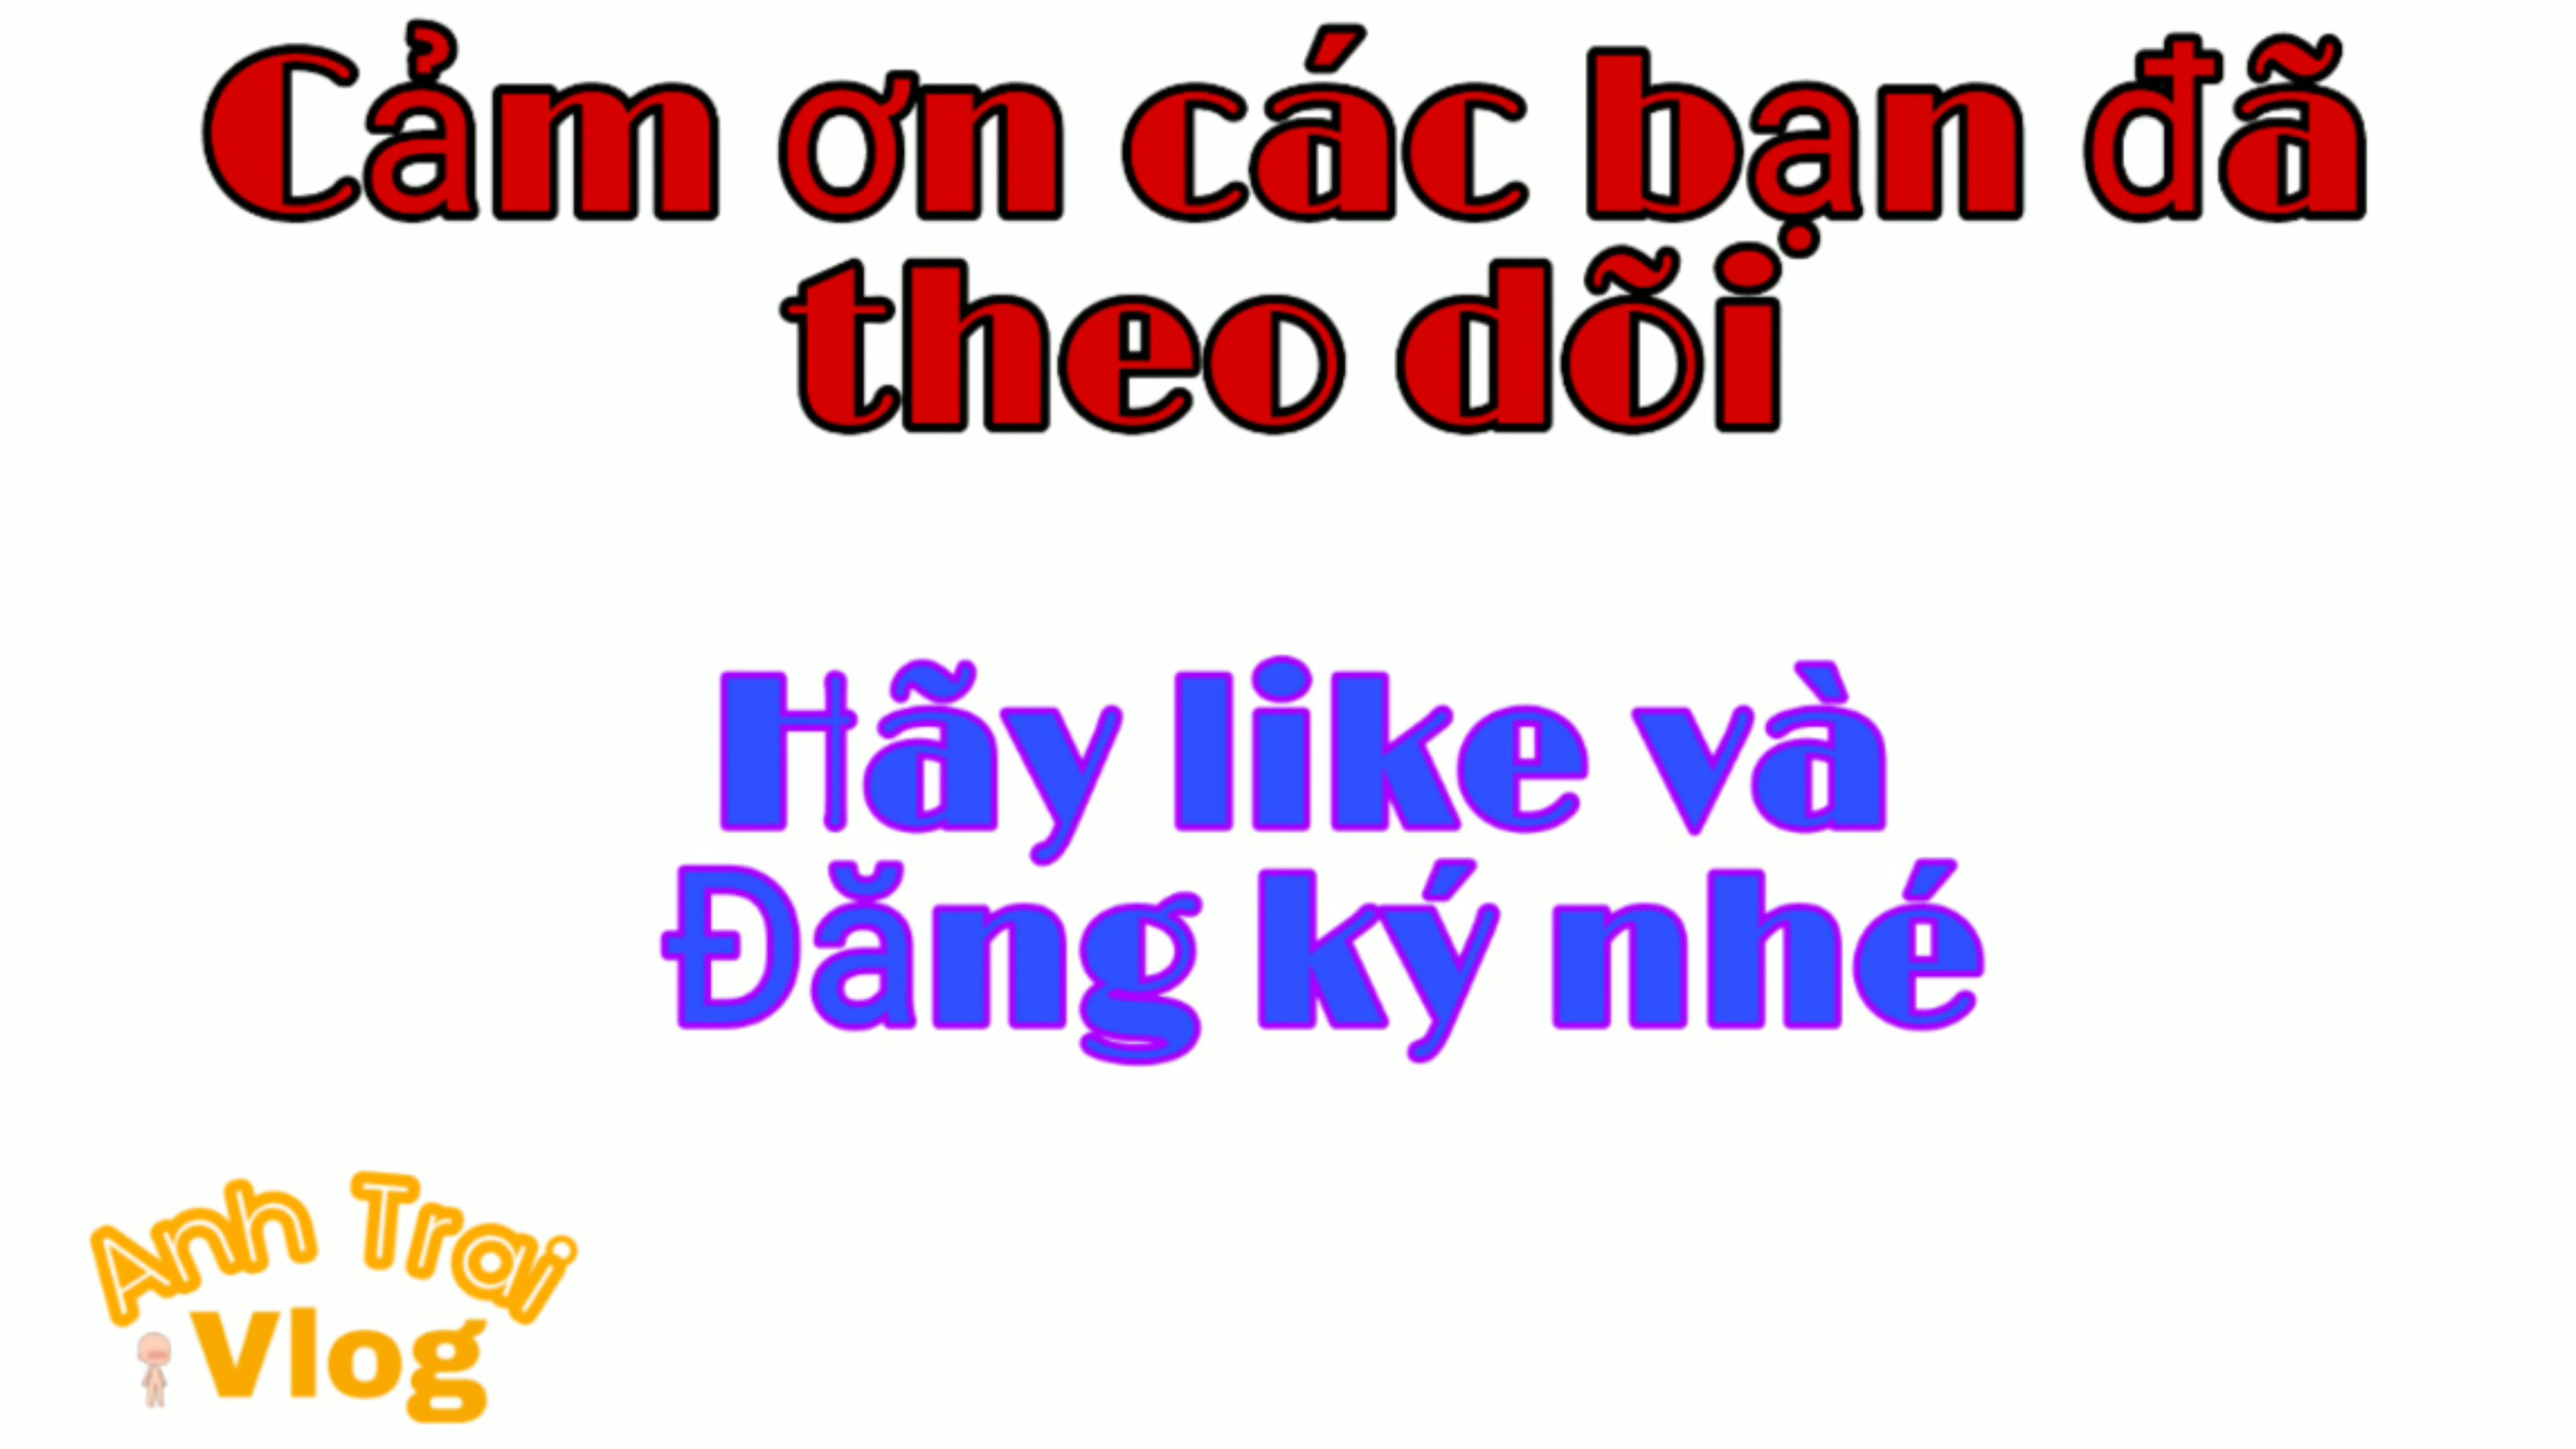 Cảm ơn các bạn đã
theo dõi
Hãy like và
Đăng ký nhé
Anh Trai
Vlog